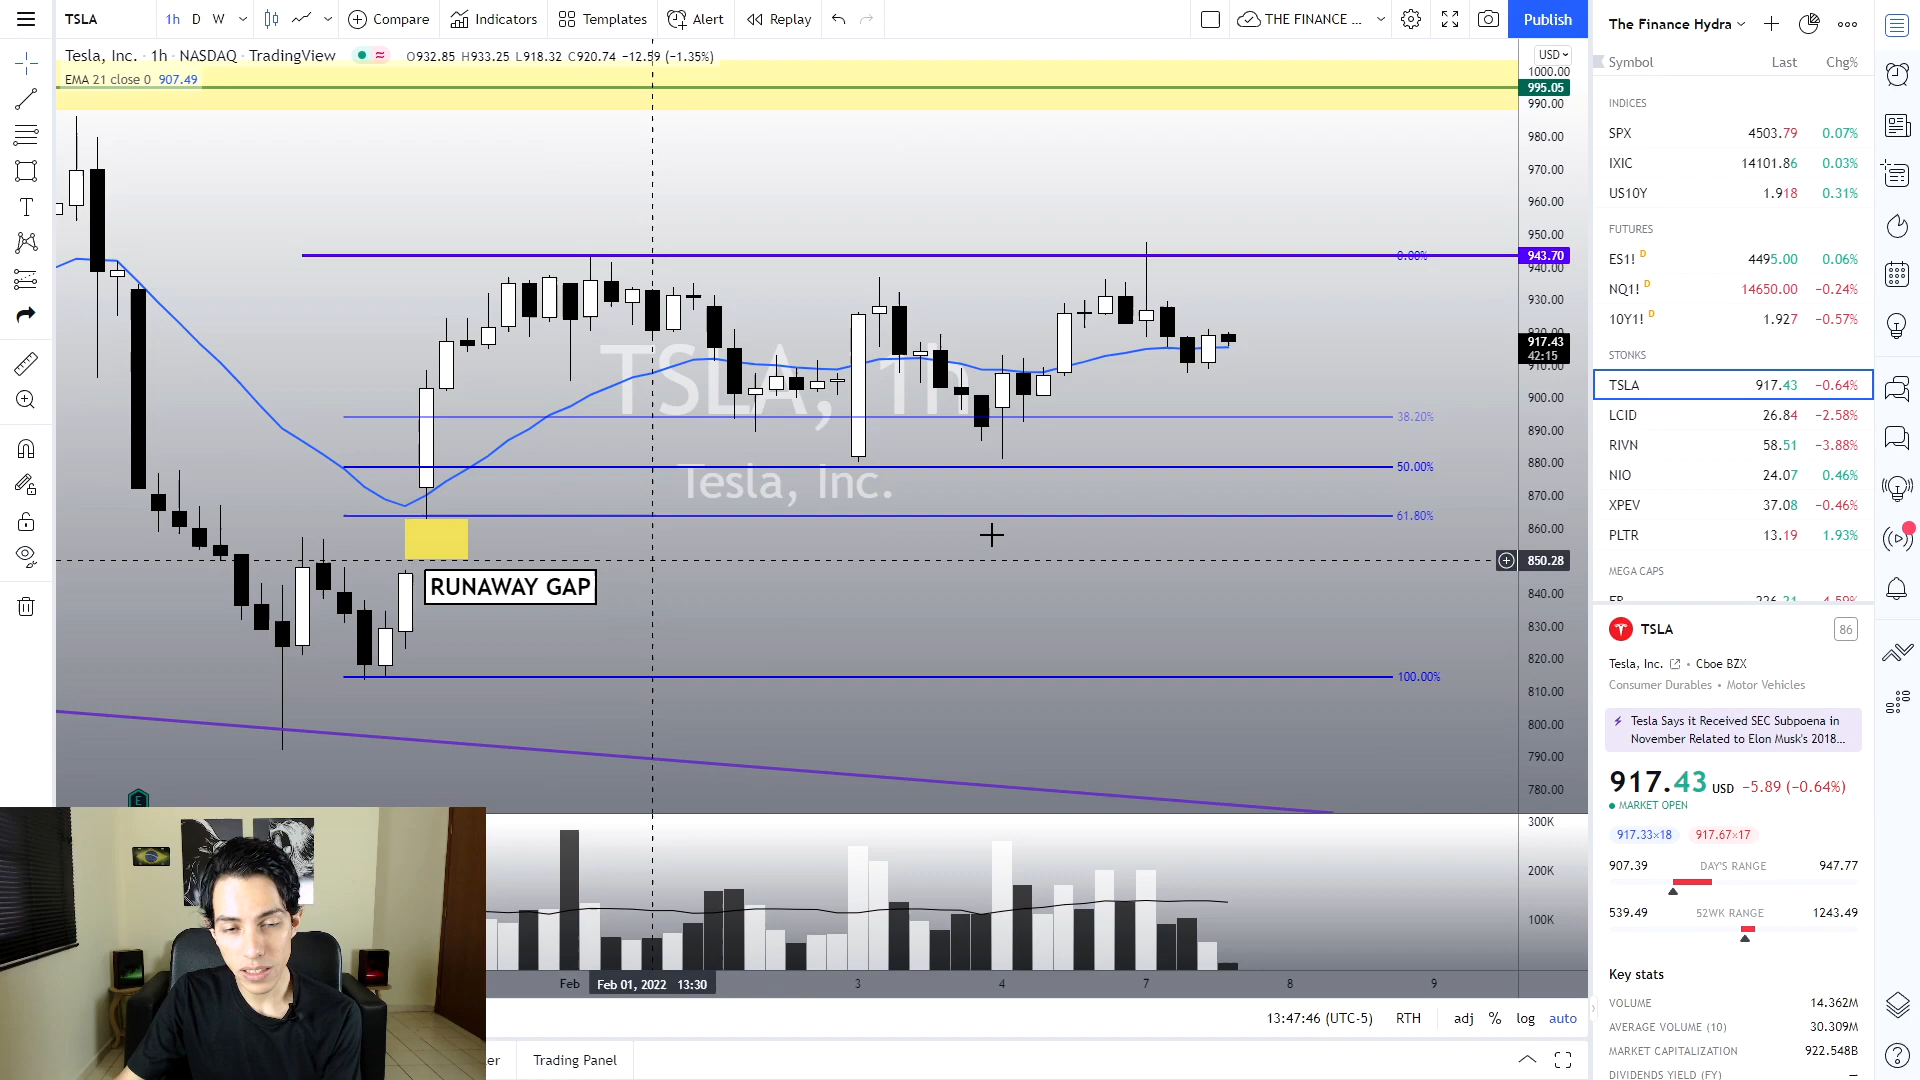 TSLA 1h D W Compare Indicators Templates Alert Replay THE FINANCE ... Publish
Tesla, Inc. · 1h · NASDAQ · TradingView O932.85 H933.25 L918.32 C920.74 −12.59 (−1.35%)
EMA 21 close 0 907.49
USD
1000.00
995.05
990.00
980.00
970.00
960.00
950.00
0.00% 943.70
940.00
930.00
917.43
42:15
910.00
900.00
38.20%
890.00
880.00
50.00%
870.00
61.80%
860.00
850.28
840.00
830.00
820.00
100.00%
810.00
800.00
790.00
780.00
TSLA, 1h
Tesla, Inc.
RUNAWAY GAP
E
300K
200K
100K
Feb Feb 01, 2022 13:30 3 4 7 8 9
13:47:46 (UTC-5) RTH adj % log auto
er Trading Panel
The Finance Hydra
Symbol Last Chg%
INDICES
SPX 4503.79 0.07%
IXIC 14101.86 0.03%
US10Y 1.918 0.31%
FUTURES
ES1! D 4495.00 0.06%
NQ1! D 14650.00 −0.24%
10Y1! D 1.927 −0.57%
STONKS
TSLA 917.43 −0.64%
LCID 26.84 −2.58%
RIVN 58.51 −3.88%
NIO 24.07 0.46%
XPEV 37.08 −0.46%
PLTR 13.19 1.93%
MEGA CAPS
TSLA 86
Tesla, Inc. • Cboe BZX
Consumer Durables • Motor Vehicles
Tesla Says it Received SEC Subpoena in
November Related to Elon Musk's 2018...
917.43 USD −5.89 (−0.64%)
MARKET OPEN
917.33×18 917.67×17
907.39 DAY'S RANGE 947.77
539.49 52WK RANGE 1243.49
Key stats
VOLUME 14.362M
AVERAGE VOLUME (10) 30.309M
MARKET CAPITALIZATION 922.548B
DIVIDENDS YIELD (FY) —